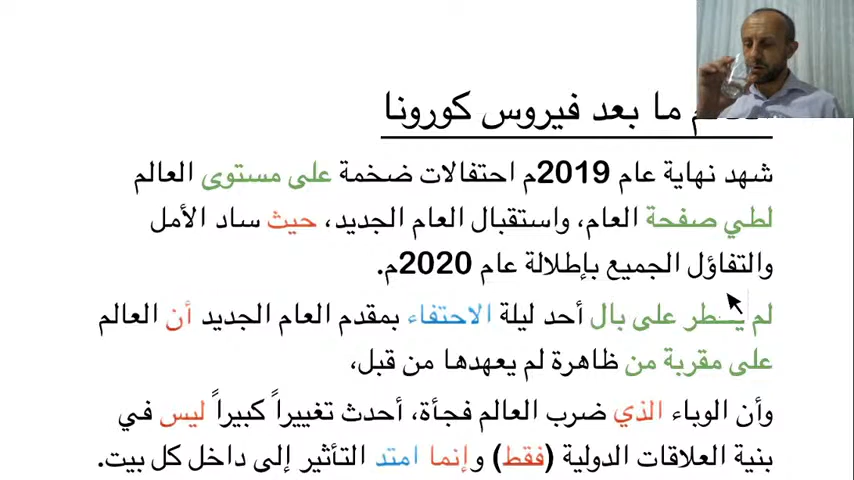 ما بعد فيروس كورونا
شهد نهاية عام 2019م احتفالات ضخمة على مستوى العالم
لطي صفحة العام، واستقبال العام الجديد، حيث ساد الأمل
والتفاؤل الجميع بإطلالة عام 2020م.
لم يخطر على بال أحد ليلة الاحتفاء بمقدم العام الجديد أن العالم
على مقربة من ظاهرة لم يعهدها من قبل،
وأن الوباء الذي ضرب العالم فجأة، أحدث تغييراً كبيراً ليس في
بنية العلاقات الدولية (فقط) وإنما امتد التأثير إلى داخل كل بيت.